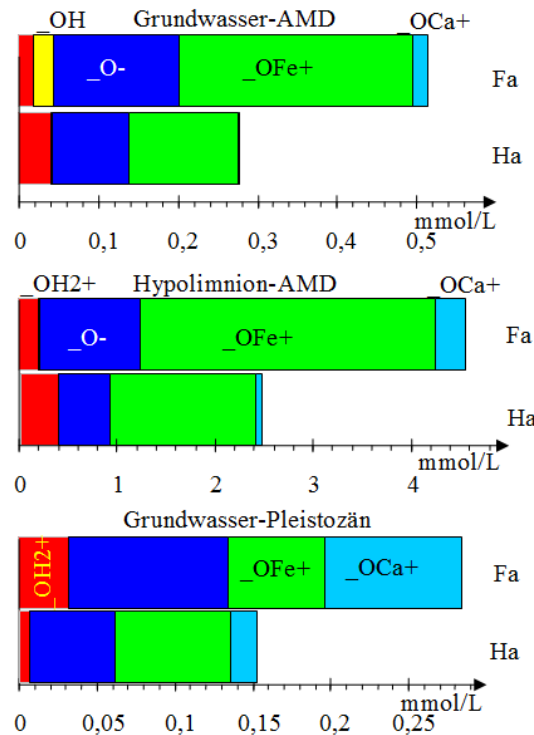 Grundwasser-AMD
_OH
_OCa+
_O-
_OFe+
Fa
Ha
mmol/L
0 0,1 0,2 0,3 0,4 0,5
_OH2+ Hypolimnion-AMD _OCa+
_O-
_OFe+
Fa
Ha
mmol/L
0 1 2 3 4
Grundwasser-Pleistozän
_OH2+
_OFe+
_OCa+
Fa
Ha
mmol/L
0 0,05 0,1 0,15 0,2 0,25